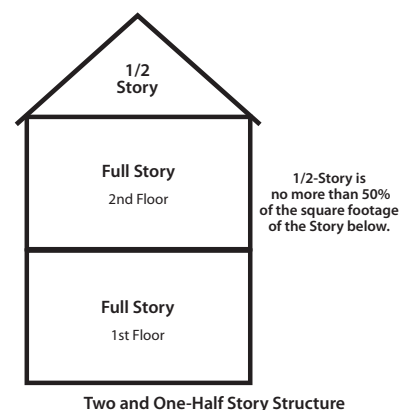 1/2
Story
Full Story
2nd Floor
1/2-Story is
no more than 50%
of the square footage
of the Story below.
Full Story
1st Floor
Two and One-Half Story Structure